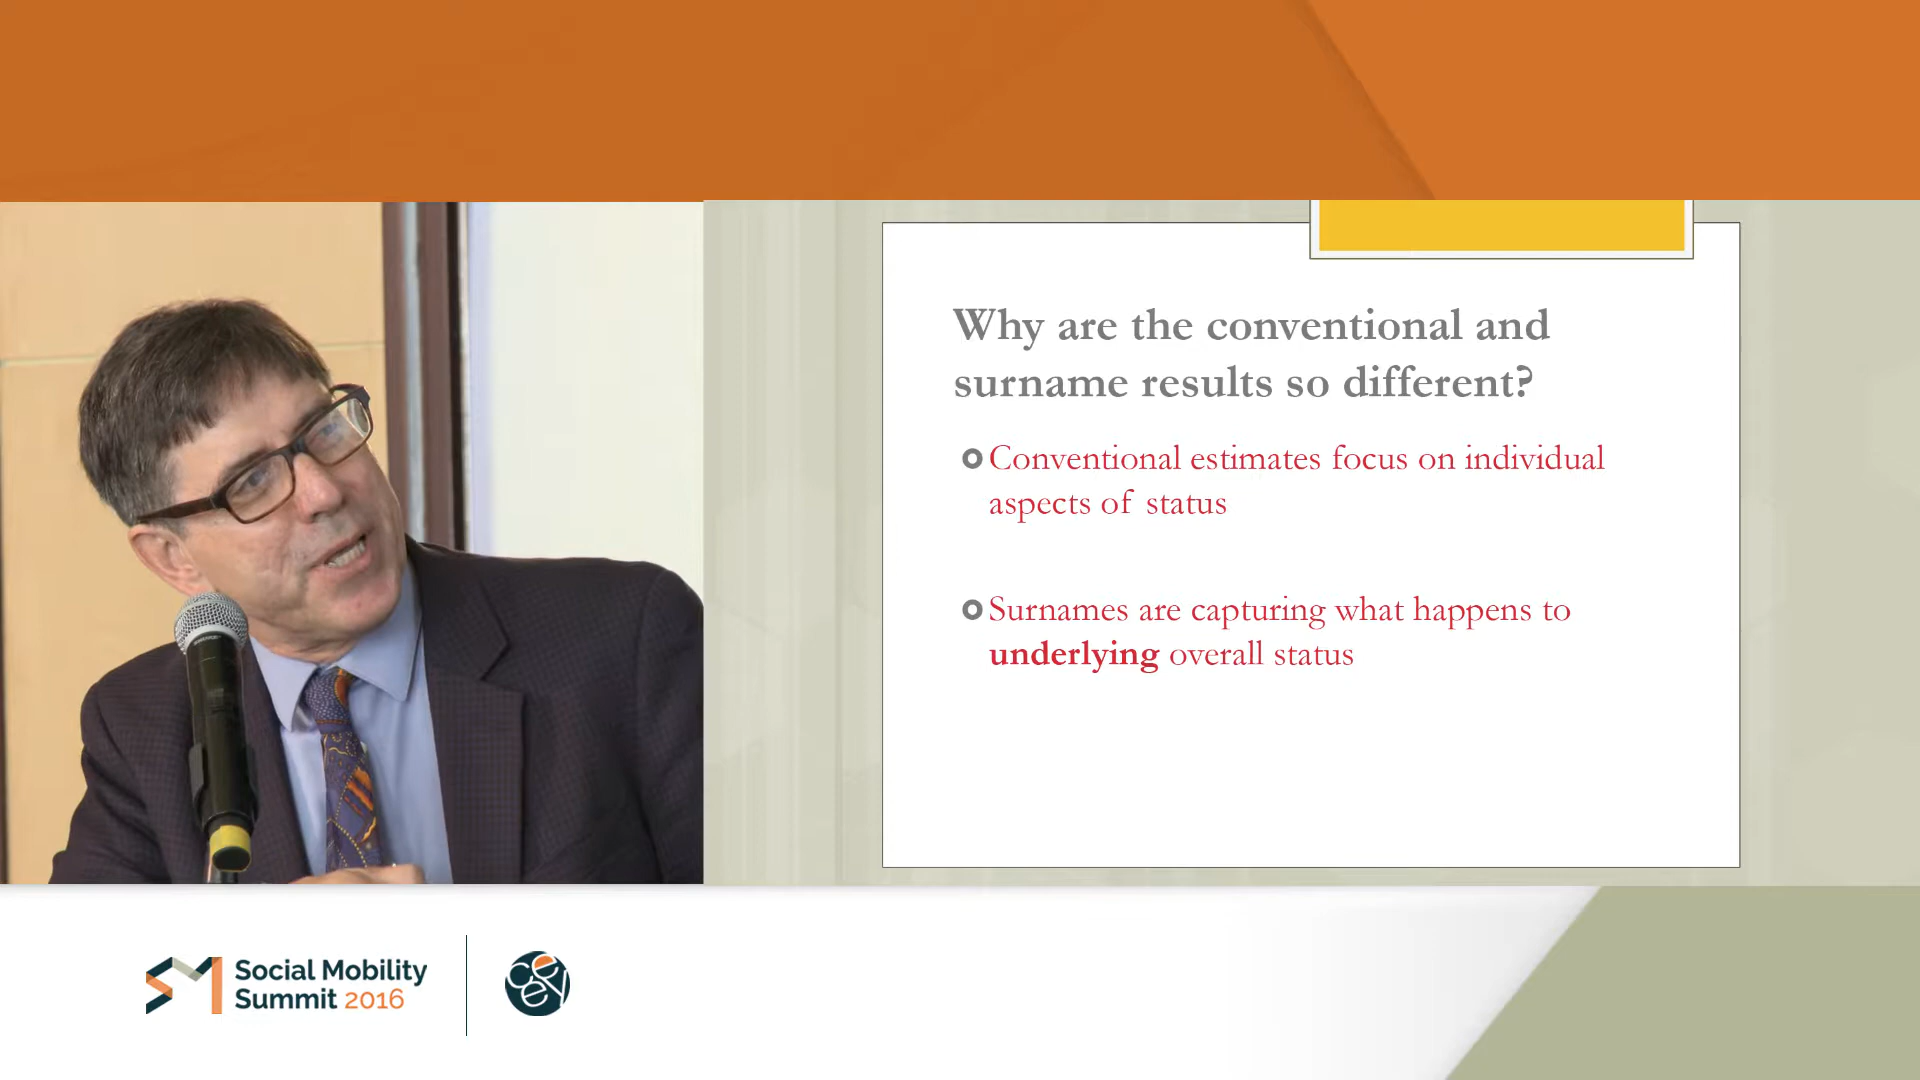 Why are the conventional and
surname results so different?
Conventional estimates focus on individual
aspects of status
Surnames are capturing what happens to
underlying overall status
Social Mobility
Summit 2016
ceey